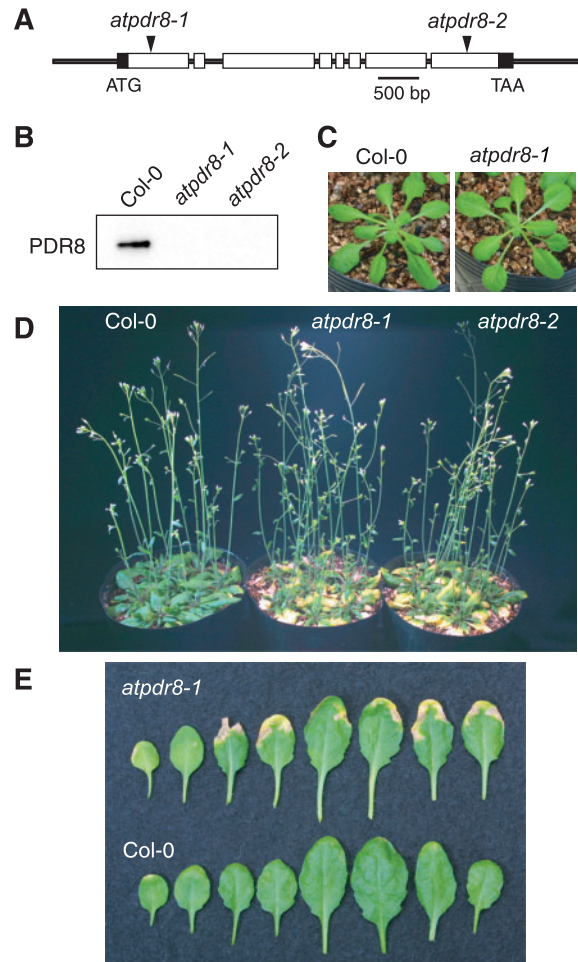 A
atpdr8-1
atpdr8-2
ATG
500 bp
TAA
B
Col-0
atpdr8-1
atpdr8-2
PDR8
C
Col-0
atpdr8-1
D
Col-0
atpdr8-1
atpdr8-2
E
atpdr8-1
Col-0